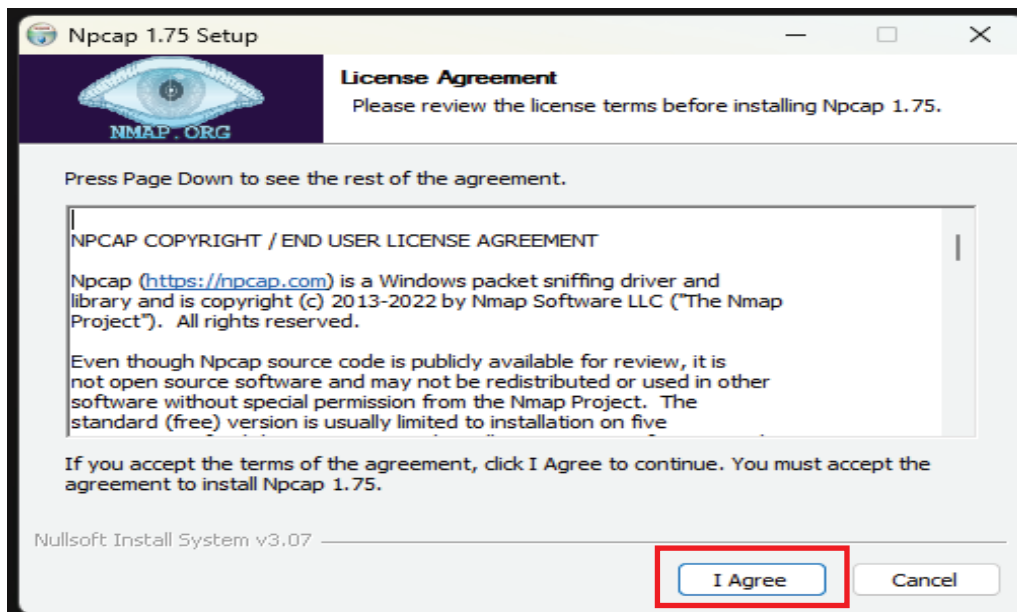 Npcap 1.75 Setup
License Agreement
Please review the license terms before installing Npcap 1.75.
NMAP.ORG
Press Page Down to see the rest of the agreement.
NPCAP COPYRIGHT / END USER LICENSE AGREEMENT
Npcap (https://npcap.com) is a Windows packet sniffing driver and
library and is copyright (c) 2013-2022 by Nmap Software LLC ("The Nmap
Project").  All rights reserved.
Even though Npcap source code is publicly available for review, it is
not open source software and may not be redistributed or used in other
software without special permission from the Nmap Project.  The
standard (free) version is usually limited to installation on five
If you accept the terms of the agreement, click I Agree to continue. You must accept the
agreement to install Npcap 1.75.
Nullsoft Install System v3.07
I Agree
Cancel